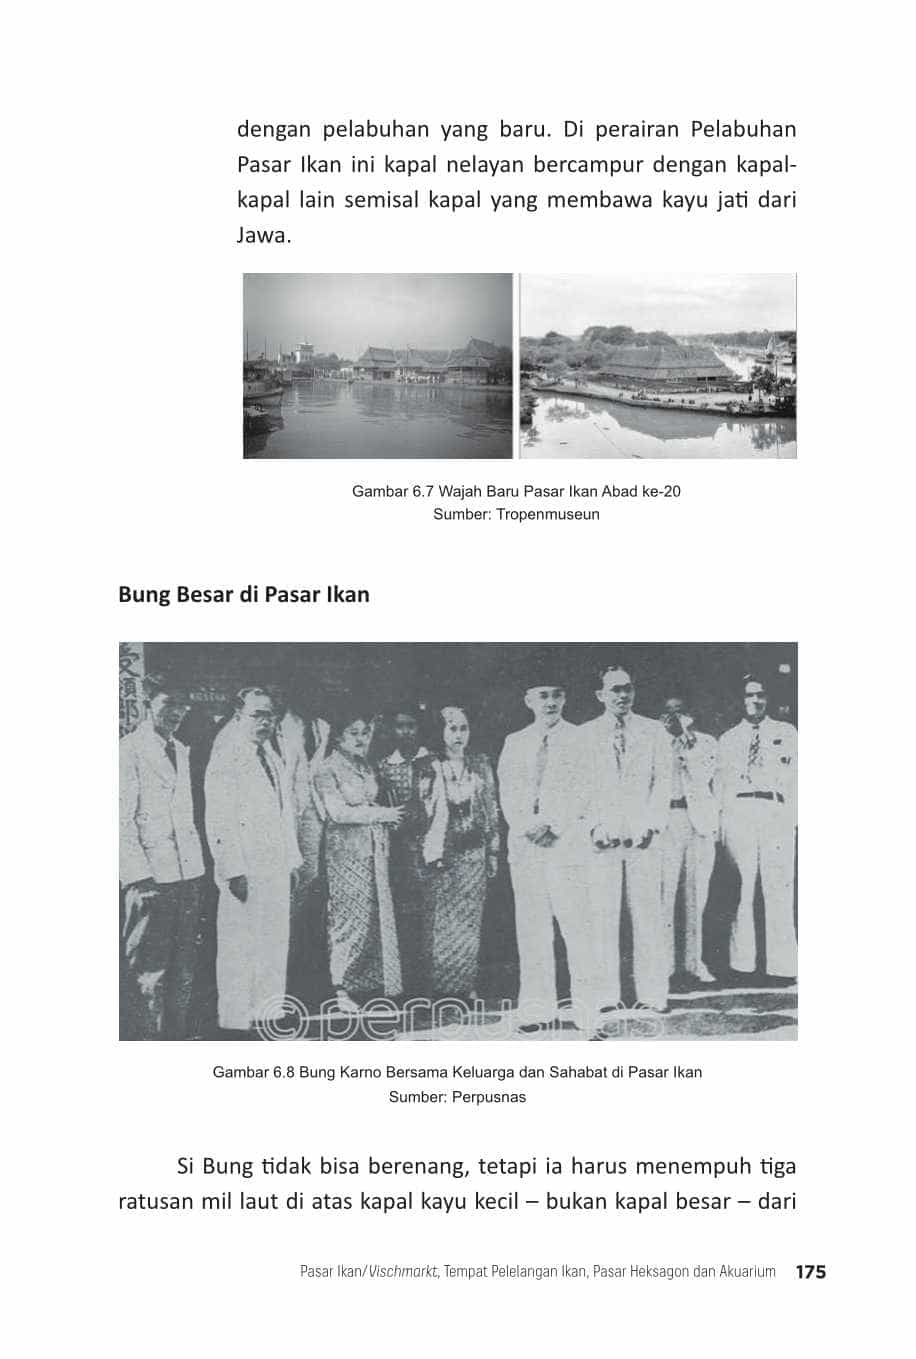 dengan pelabuhan yang baru. Di perairan Pelabuhan
Pasar Ikan ini kapal nelayan bercampur dengan kapal-
kapal lain semisal kapal yang membawa kayu jati dari
Jawa.
Gambar 6.7 Wajah Baru Pasar Ikan Abad ke-20
Sumber: Tropenmuseun
Bung Besar di Pasar Ikan
© perpusnas
Gambar 6.8 Bung Karno Bersama Keluarga dan Sahabat di Pasar Ikan
Sumber: Perpusnas
Si Bung tidak bisa berenang, tetapi ia harus menempuh tiga
ratusan mil laut di atas kapal kayu kecil – bukan kapal besar – dari
Pasar Ikan/Vischmarkt, Tempat Pelelangan Ikan, Pasar Heksagon dan Akuarium 175